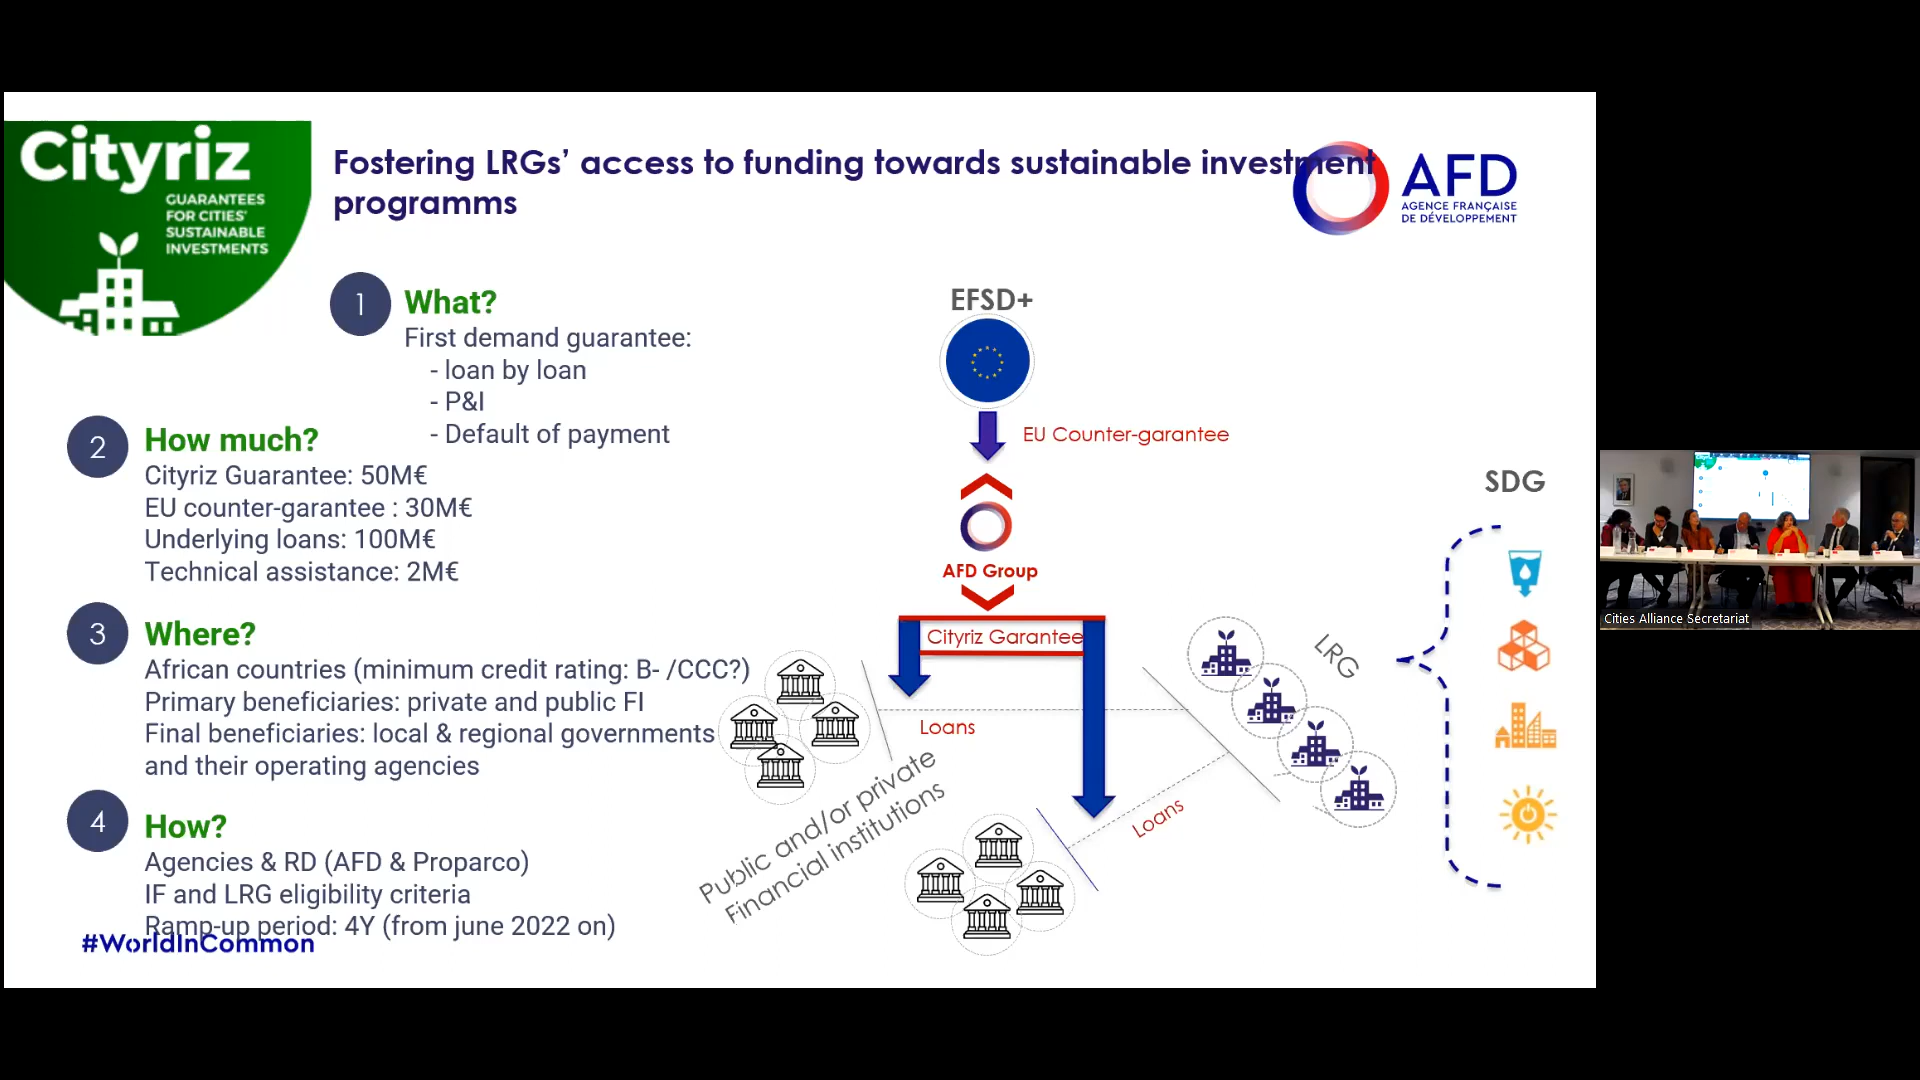 Cityriz
GUARANTEES
FOR CITIES'
SUSTAINABLE
INVESTMENTS
Fostering LRGs' access to funding towards sustainable investment
programms
AFD
AGENCE FRANÇAISE
DE DÉVELOPPEMENT
1
What?
First demand guarantee:
- loan by loan
- P&I
- Default of payment
2
How much?
Cityriz Guarantee: 50M€
EU counter-garantee : 30M€
Underlying loans: 100M€
Technical assistance: 2M€
3
Where?
African countries (minimum credit rating: B- /CCC?)
Primary beneficiaries: private and public FI
Final beneficiaries: local & regional governments
and their operating agencies
4
How?
Agencies & RD (AFD & Proparco)
IF and LRG eligibility criteria
Ramp-up period: 4Y (from june 2022 on)
#WorldInCommon
EFSD+
EU Counter-garantee
AFD Group
Cityriz Garantee
Loans
Public and/or private
Financial institutions
Loans
LRG
SDG
Cities Alliance Secretariat